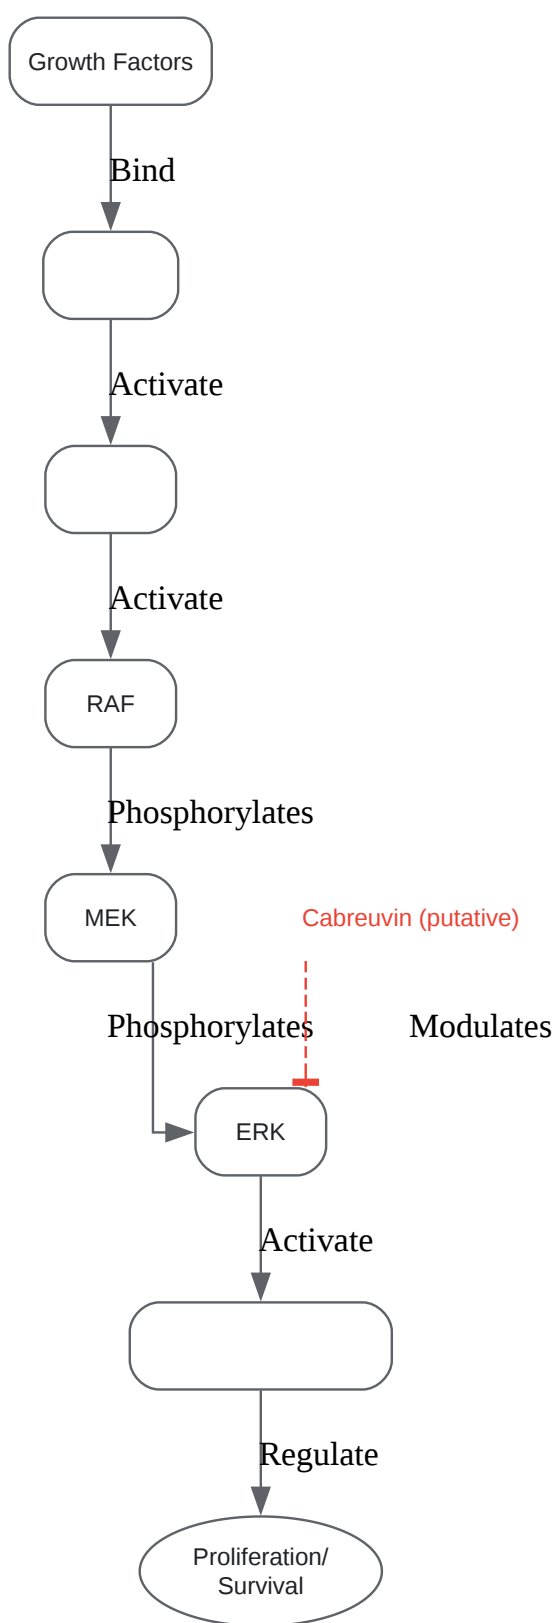 Growth Factors
Bind
Activate
Activate
RAF
Phosphorylates
MEK
Cabreuvin (putative)
Phosphorylates
Modulates
ERK
Activate
Regulate
Proliferation/
Survival